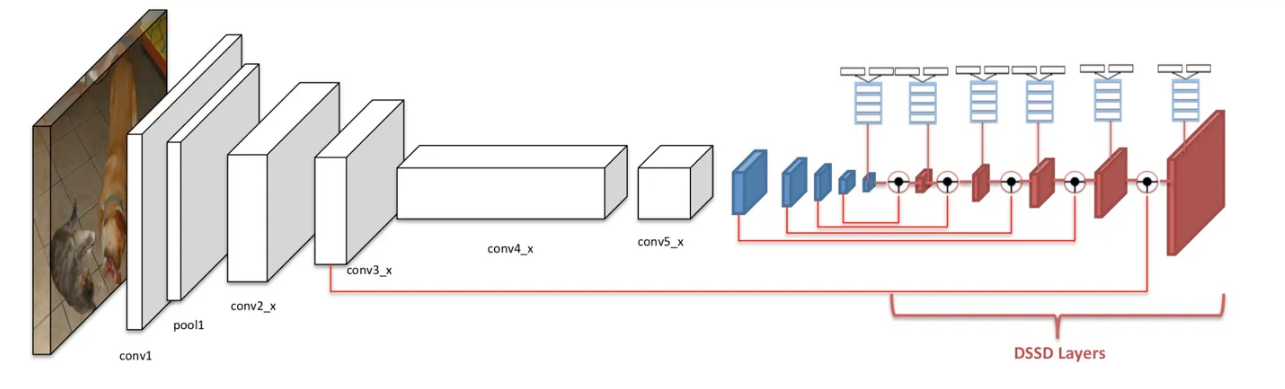 conv1
pool1
conv2_x
conv3_x
conv4_x
conv5_x
DSSD Layers